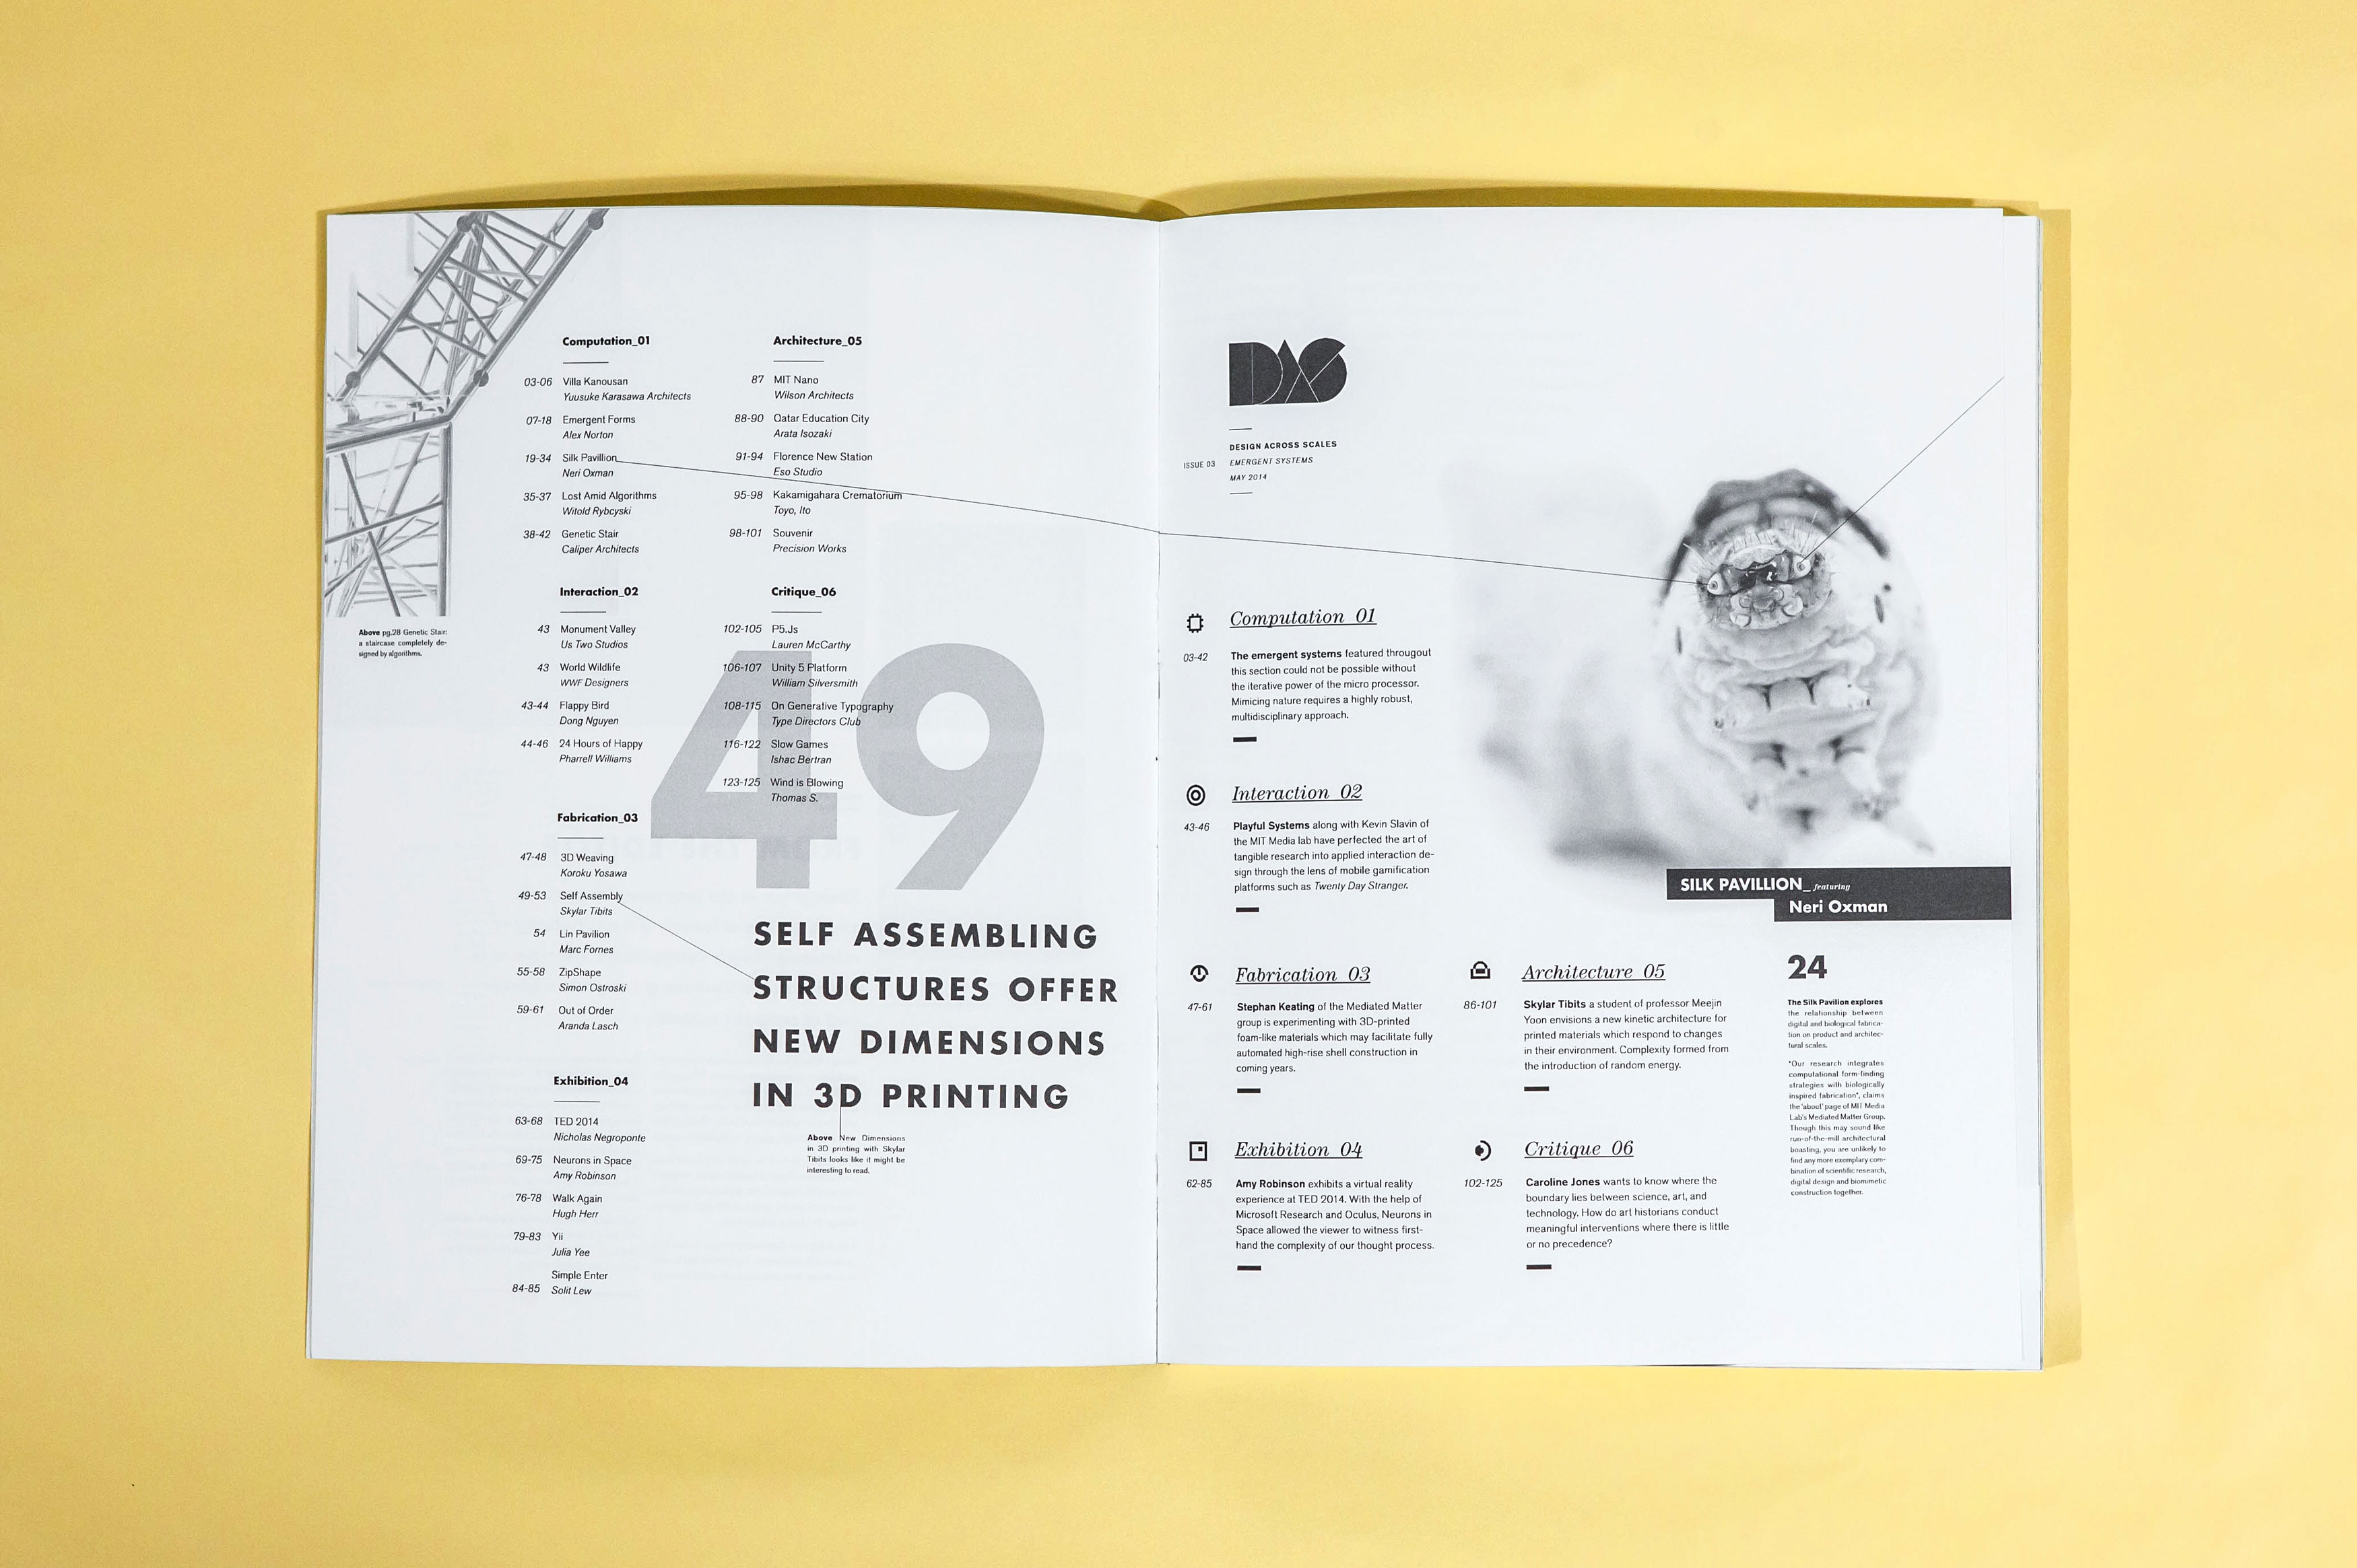 Computation_01
03-06 Villa Kanousan
Yuusuke Karasawa Architects
07-18 Emergent Forms
Alex Norton
19-34 Silk Pavillion
Neri Oxman
35-37 Lost Amid Algorithms
Witold Rybcyski
38-42 Genetic Stair
Caliper Architects
Interaction_02
43 Monument Valley
Us Two Studios
43 World Wildlife
WWF Designers
43-44 Flappy Bird
Dong Nguyen
44-46 24 Hours of Happy
Pharrell Williams
Fabrication_03
47-48 3D Weaving
Koroku Yosawa
49-53 Self Assembly
Skylar Tibits
54 Lin Pavilion
Marc Fornes
55-58 ZipShape
Simon Ostroski
59-61 Out of Order
Aranda Lasch
Exhibition_04
63-68 TED 2014
Nicholas Negroponte
69-75 Neurons in Space
Amy Robinson
76-78 Walk Again
Hugh Herr
79-83 Yii
Julia Yee
Simple Enter
84-85 Solit Lew
Architecture_05
87 MIT Nano
Wilson Architects
88-90 Qatar Education City
Arata Isozaki
91-94 Florence New Station
Eso Studio
95-98 Kakamigahara Crematorium
Toyo, Ito
98-101 Souvenir
Precision Works
Critique_06
102-105 P5.Js
Lauren McCarthy
106-107 Unity 5 Platform
William Silversmith
108-115 On Generative Typography
Type Directors Club
116-122 Slow Games
Ishac Bertran
123-125 Wind is Blowing
Thomas S.
Above pg.28 Genetic Stair:
a staircase completely de-
signed by algorithms.
49
SELF ASSEMBLING
STRUCTURES OFFER
NEW DIMENSIONS
IN 3D PRINTING
Above New Dimensions
in 3D printing with Skylar
Tibits looks like it might be
interesting to read.
DAS
DESIGN ACROSS SCALES
ISSUE 03 EMERGENT SYSTEMS
MAY 2014
Computation 01
03-42 The emergent systems featured througout
this section could not be possible without
the iterative power of the micro processor.
Mimicing nature requires a highly robust,
multidisciplinary approach.
Interaction 02
43-46 Playful Systems along with Kevin Slavin of
the MIT Media lab have perfected the art of
tangible research into applied interaction de-
sign through the lens of mobile gamification
platforms such as Twenty Day Stranger.
Fabrication 03
47-61 Stephan Keating of the Mediated Matter
group is experimenting with 3D-printed
foam-like materials which may facilitate fully
automated high-rise shell construction in
coming years.
Exhibition 04
62-85 Amy Robinson exhibits a virtual reality
experience at TED 2014. With the help of
Microsoft Research and Oculus, Neurons in
Space allowed the viewer to witness first-
hand the complexity of our thought process.
Architecture 05
86-101 Skylar Tibits a student of professor Meejin
Yoon envisions a new kinetic architecture for
printed materials which respond to changes
in their environment. Complexity formed from
the introduction of random energy.
Critique 06
102-125 Caroline Jones wants to know where the
boundary lies between science, art, and
technology. How do art historians conduct
meaningful interventions where there is little
or no precedence?
SILK PAVILLION_ featuring
Neri Oxman
24
The Silk Pavilion explores
the relationship between
digital and biological fabrica-
tion on product and architec-
tural scales.
"Our research integrates
computational form-finding
strategies with biologically
inspired fabrication", claims
the 'about' page of MIT Media
Lab's Mediated Matter Group.
Though this may sound like
run-of-the-mill architectural
boasting, you are unlikely to
find any more exemplary com-
bination of scientific research,
digital design and biomimetic
construction together.